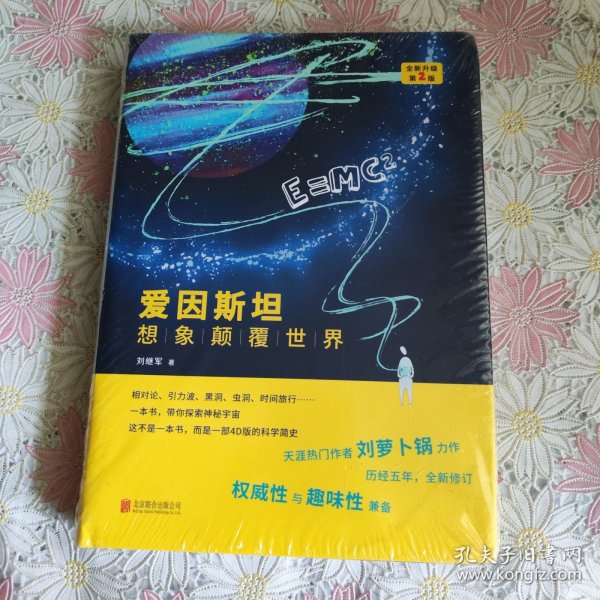 全新升级
第2版
E=MC²
爱因斯坦
想象颠覆世界
刘继军 著
相对论、引力波、黑洞、虫洞、时间旅行……
一本书，带你探索神秘宇宙
这不是一本书，而是一部4D版的科学简史
天涯热门作者 刘萝卜锅 力作
历经五年，全新修订
权威性与趣味性兼备
北京联合出版公司
孔夫子旧书网
www.kongfz.com